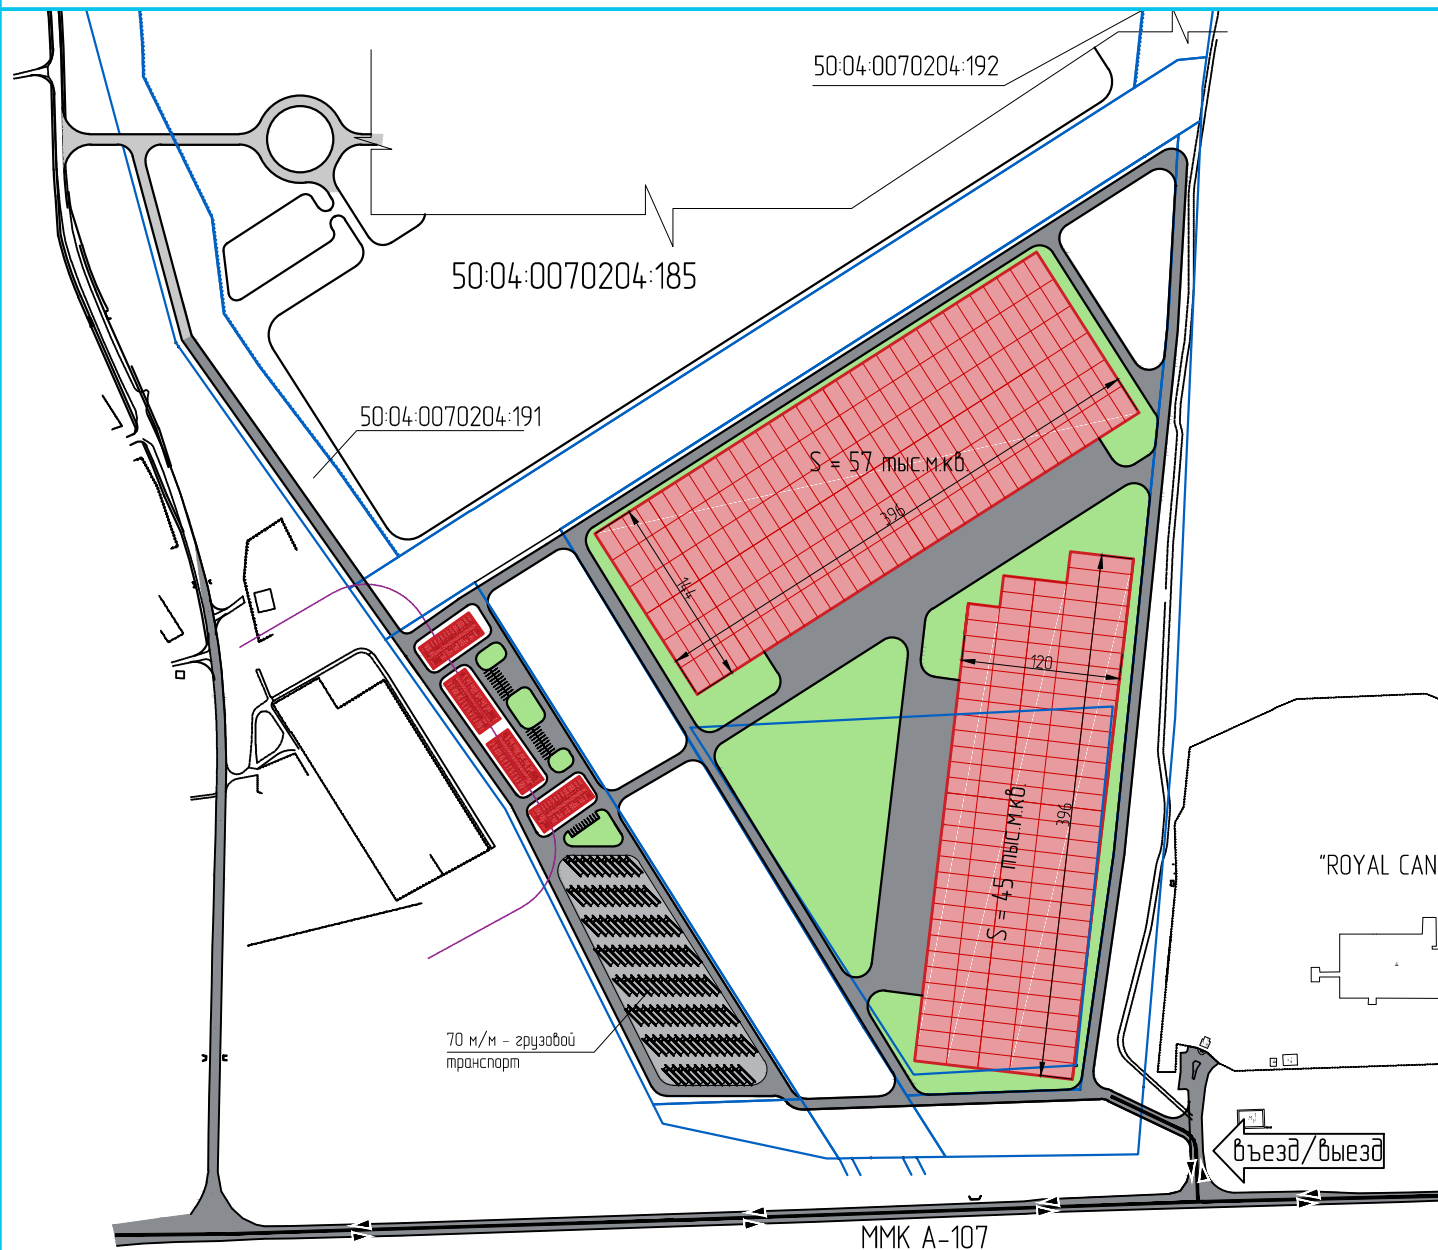 50:04:0070204:192
50:04:0070204:185
50:04:0070204:191
S = 57 тыс.м.кв.
396
144
120
S = 45 тыс.м.кв.
396
"ROYAL CAN
70 м/м - грузовой
транспорт
въезд/выезд
ММК А-107